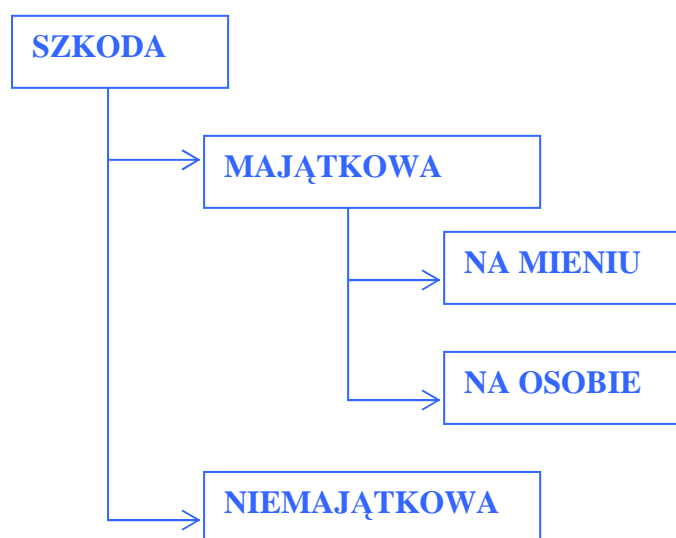 SZKODA
MAJĄTKOWA
NA MIENIU
NA OSOBIE
NIEMAJĄTKOWA